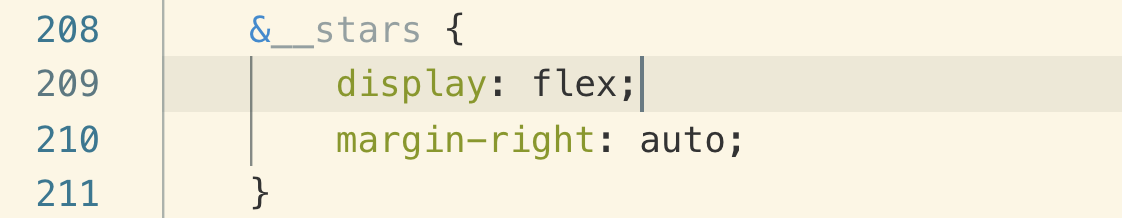 208 &__stars {
209 display: flex;
210 margin-right: auto;
211 }